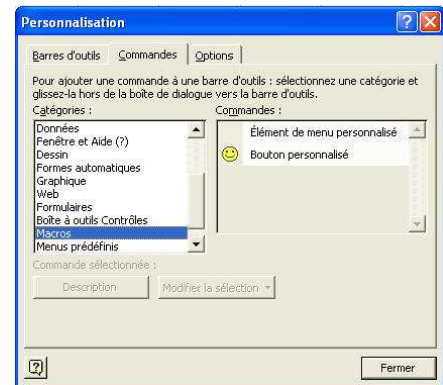 Personnalisation
Barres d'outils Commandes Options
Pour ajouter une commande à une barre d'outils : sélectionnez une catégorie et
glissez-la hors de la boîte de dialogue vers la barre d'outils.
Catégories : Commandes :
Données
Fenêtre et Aide (?)
Dessin
Formes automatiques
Graphique
Web
Formulaires
Boîte à outils Contrôles
Macros
Menus prédéfinis
Élément de menu personnalisé
Bouton personnalisé
Commande sélectionnée :
Description Modifier la sélection
Fermer